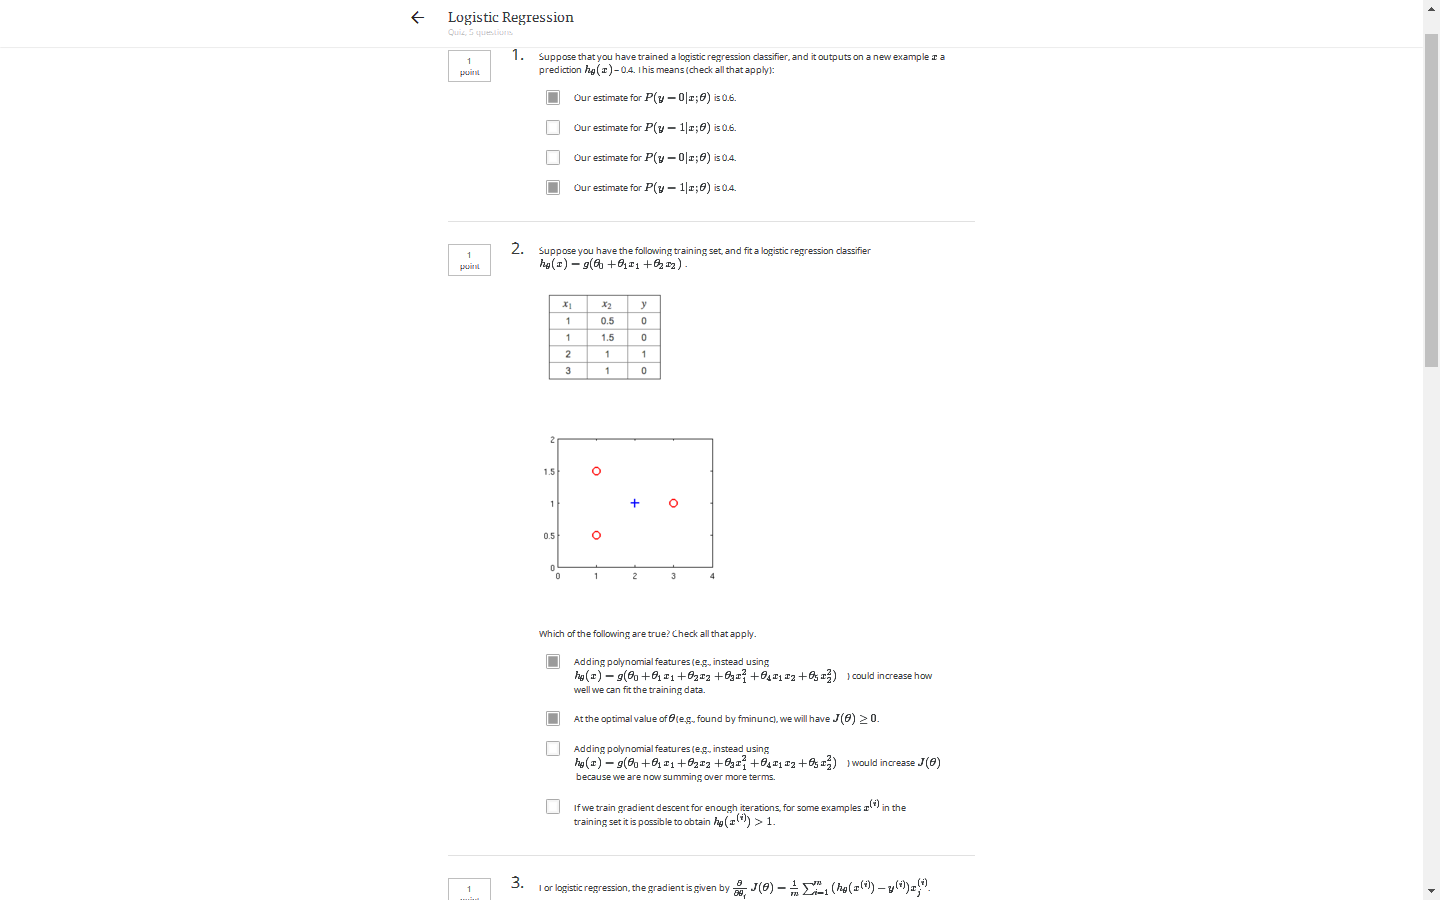 Logistic Regression
Quiz, 5 questions
1
point
1.
Suppose that you have trained a logistic regression classifier, and it outputs on a new example x a
prediction hθ(x) = 0.4. This means (check all that apply):
Our estimate for P(y = 0|x; θ) is 0.6.
Our estimate for P(y = 1|x; θ) is 0.6.
Our estimate for P(y = 0|x; θ) is 0.4.
Our estimate for P(y = 1|x; θ) is 0.4.
1
point
2.
Suppose you have the following training set, and fit a logistic regression classifier
hθ(x) = g(θ0 + θ1x1 + θ2x2) .
x1 x2 y
1 0.5 0
1 1.5 0
2 1 1
3 1 0
2
1.5
1
0.5
0
0 1 2 3 4
Which of the following are true? Check all that apply.
Adding polynomial features (e.g., instead using
hθ(x) = g(θ0 + θ1x1 + θ2x2 + θ3x1² + θ4x1x2 + θ5x2²) ) could increase how
well we can fit the training data.
At the optimal value of θ (e.g., found by fminunc), we will have J(θ) ≥ 0.
Adding polynomial features (e.g., instead using
hθ(x) = g(θ0 + θ1x1 + θ2x2 + θ3x1² + θ4x1x2 + θ5x2²) ) would increase J(θ)
because we are now summing over more terms.
If we train gradient descent for enough iterations, for some examples x^(i) in the
training set it is possible to obtain hθ(x^(i)) > 1.
1
point
3.
For logistic regression, the gradient is given by ∂/∂θj J(θ) = 1/m ∑_{i=1}^m (hθ(x^(i)) − y^(i))xj^(i).